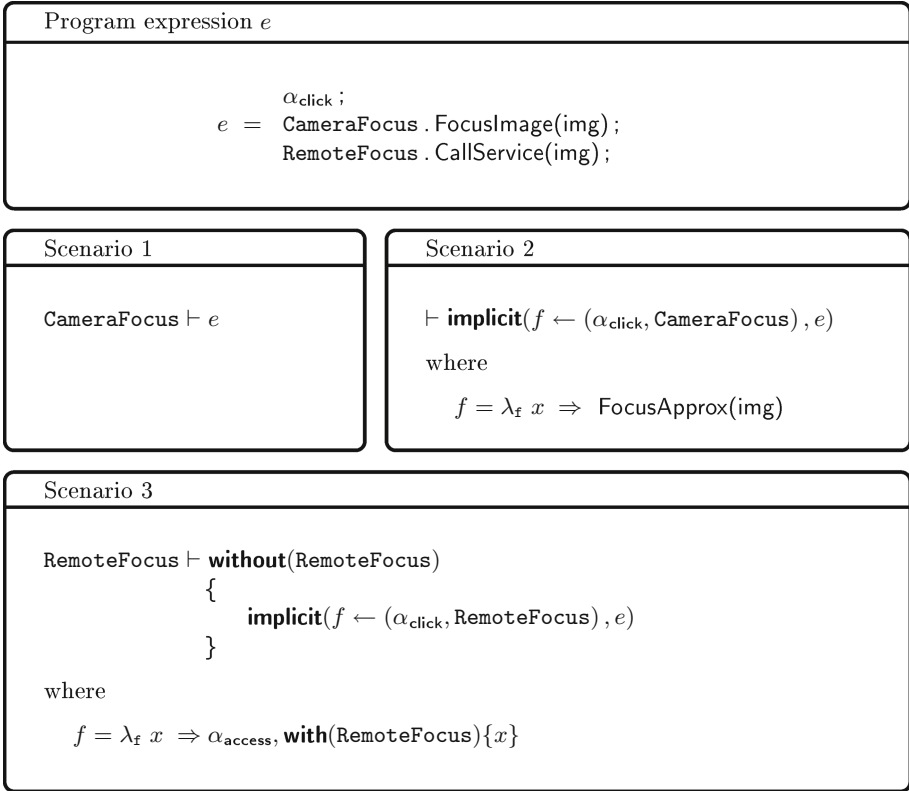 Program expression e
α_click ;
e = CameraFocus . FocusImage(img) ;
RemoteFocus . CallService(img) ;
Scenario 1
CameraFocus ⊢ e
Scenario 2
⊢ implicit(f ← (α_click, CameraFocus) , e)
where
f = λ_f x ⇒ FocusApprox(img)
Scenario 3
RemoteFocus ⊢ without(RemoteFocus)
{
implicit(f ← (α_click, RemoteFocus) , e)
}
where
f = λ_f x ⇒ α_access, with(RemoteFocus){x}